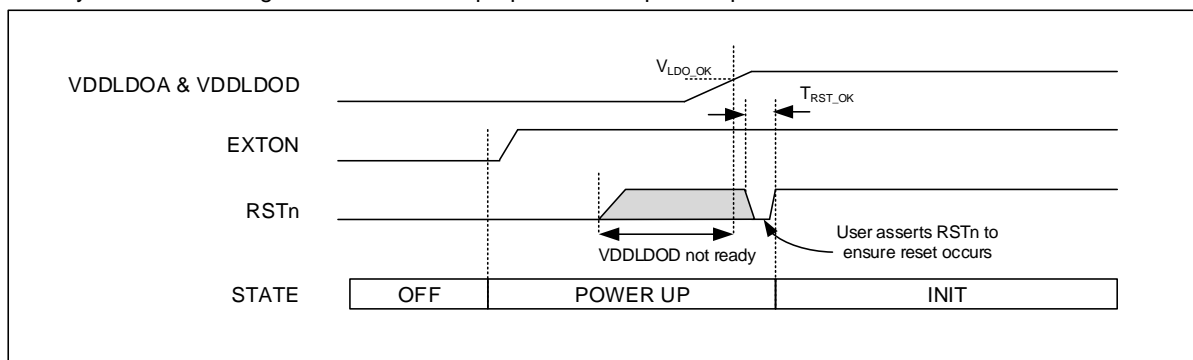 VLDO_OK
VDDLDOA & VDDLDOD
TRST_OK
EXTON
RSTn
User asserts RSTn to
ensure reset occurs
VDDLDOD not ready
STATE
OFF
POWER UP
INIT